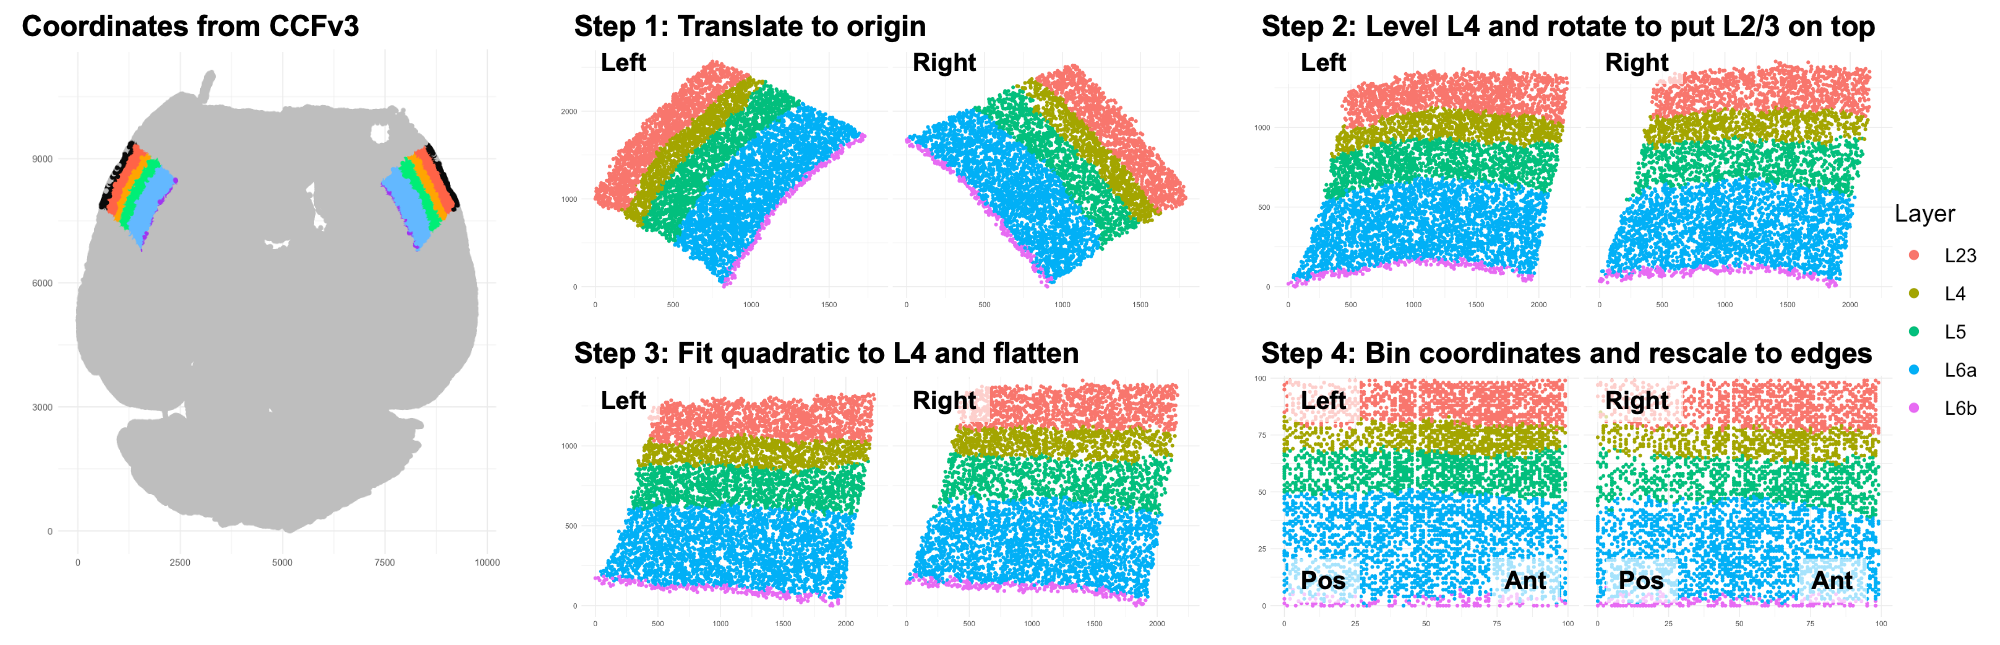 Coordinates from CCFv3
9000
6000
3000
0
0 2500 5000 7500 10000
Step 1: Translate to origin
Left Right
2000
1000
0
0 500 1000 1500 0 500 1000 1500
Step 2: Level L4 and rotate to put L2/3 on top
Left Right
1000
500
0
0 500 1000 1500 2000 0 500 1000 1500 2000
Step 3: Fit quadratic to L4 and flatten
Left Right
1000
500
0
0 500 1000 1500 2000 0 500 1000 1500 2000
Step 4: Bin coordinates and rescale to edges
100
Left Right
75
50
25
Pos Ant Pos Ant
0
0 25 50 75 100 0 25 50 75 100
Layer
L23
L4
L5
L6a
L6b